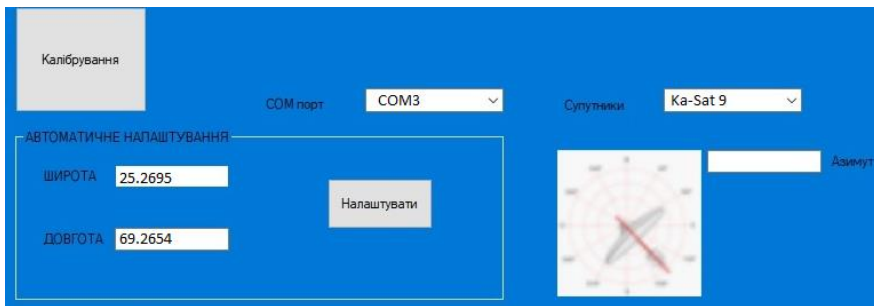 Калібрування
COM порт
COM3
Супутники
Ka-Sat 9
АВТОМАТИЧНЕ НАЛАШТУВАННЯ
ШИРОТА
25.2695
Налаштувати
ДОВГОТА
69.2654
Азимут